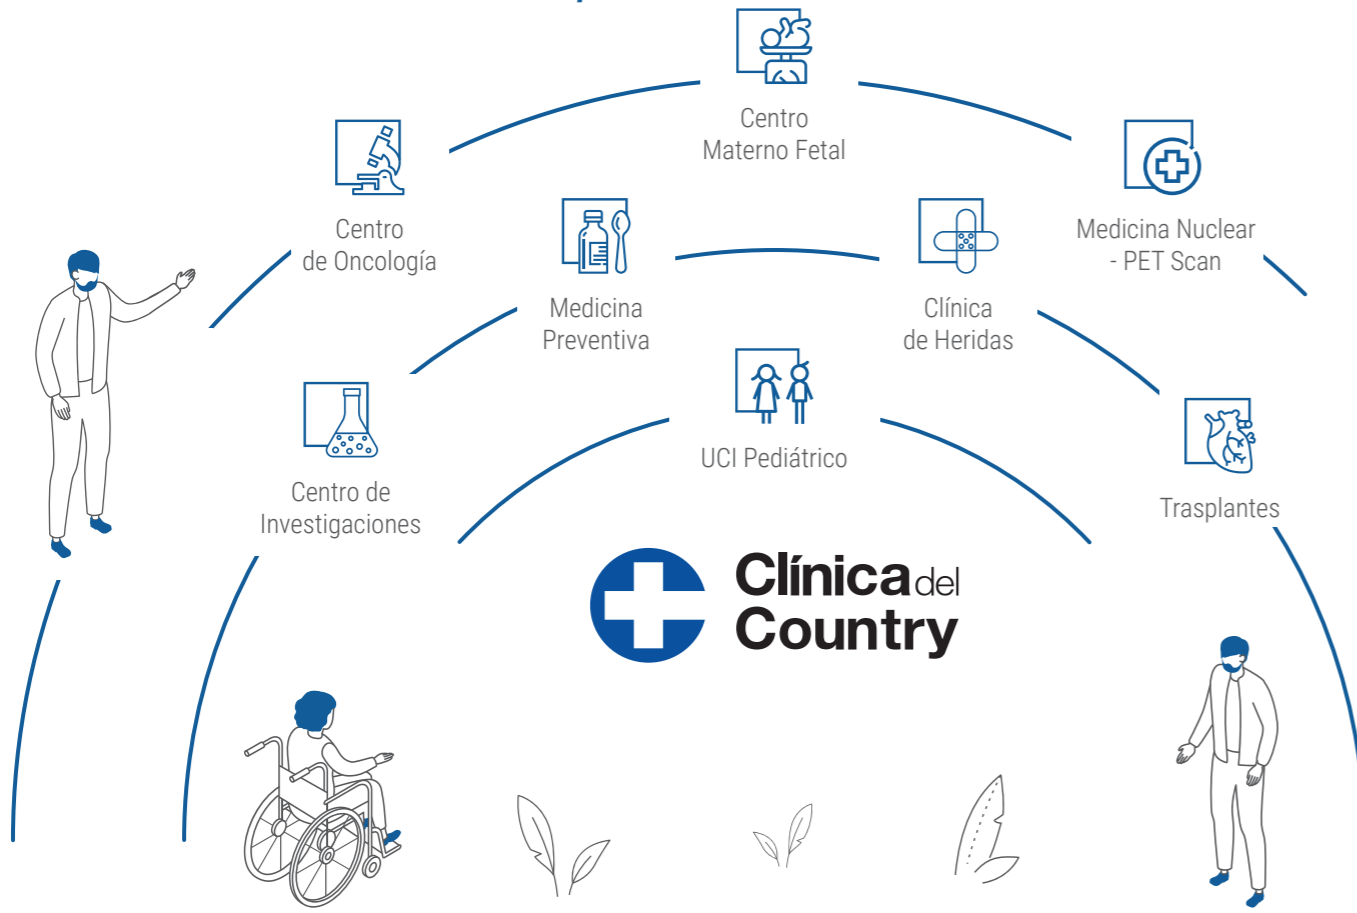 Centro
Materno Fetal
Centro
de Oncología
Medicina Nuclear
- PET Scan
Medicina
Preventiva
Clínica
de Heridas
UCI Pediátrico
Centro de
Investigaciones
Trasplantes
Clínica del
Country